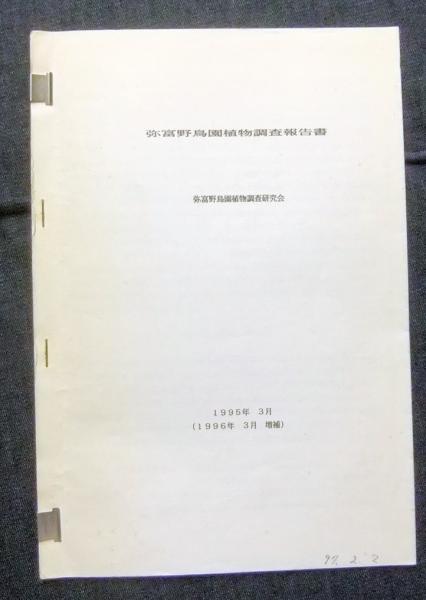 弥富野鳥園植物調査報告書
弥富野鳥園植物調査研究会
1995年 3月
(1996年 3月 増補)
97. 2 2